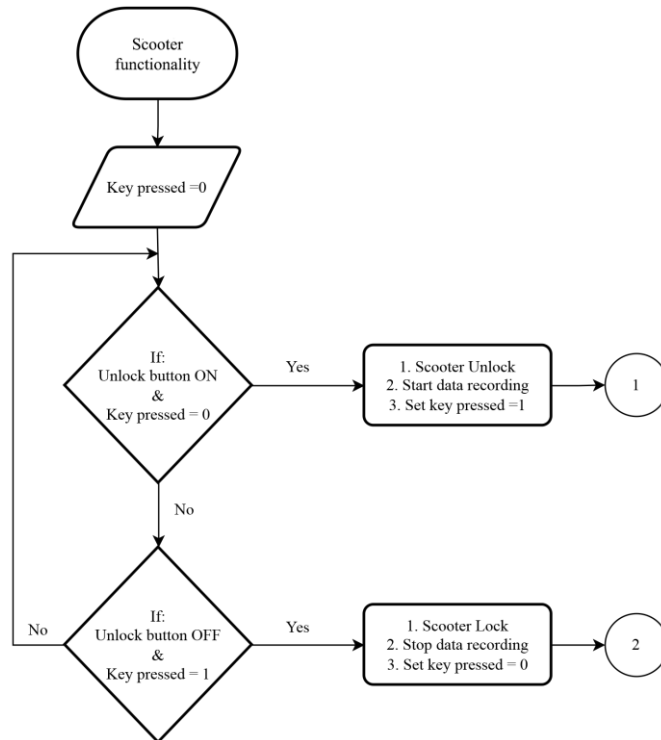 Scooter
functionality
Key pressed =0
If:
Unlock button ON
&
Key pressed = 0
Yes
1. Scooter Unlock
2. Start data recording
3. Set key pressed =1
1
No
If:
Unlock button OFF
&
Key pressed = 1
No
Yes
1. Scooter Lock
2. Stop data recording
3. Set key pressed = 0
2